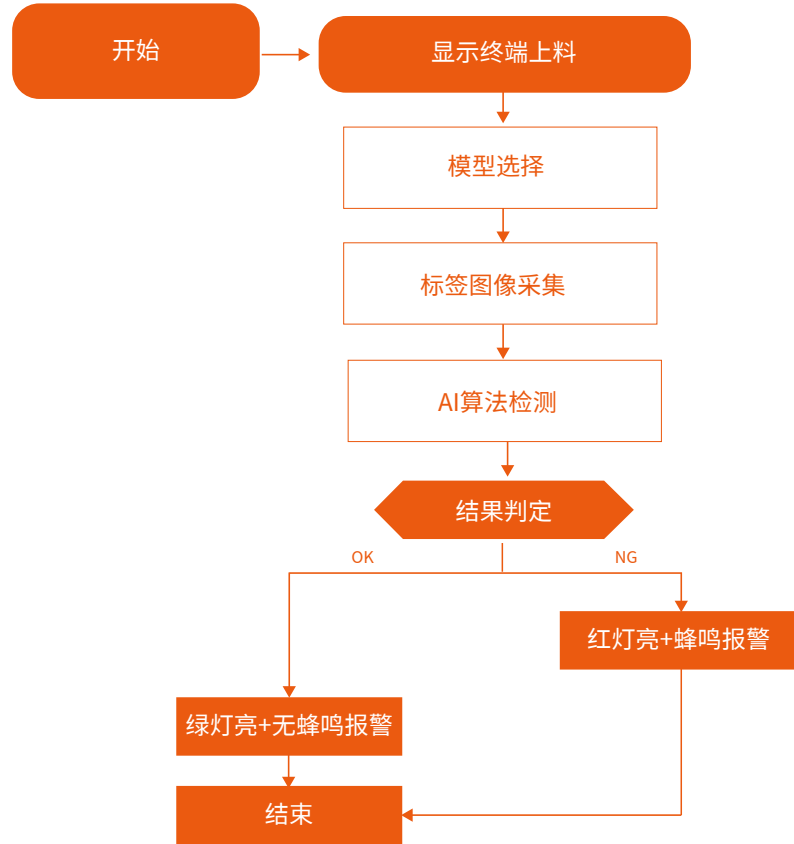 开始
显示终端上料
模型选择
标签图像采集
AI算法检测
结果判定
OK
NG
红灯亮+蜂鸣报警
绿灯亮+无蜂鸣报警
结束